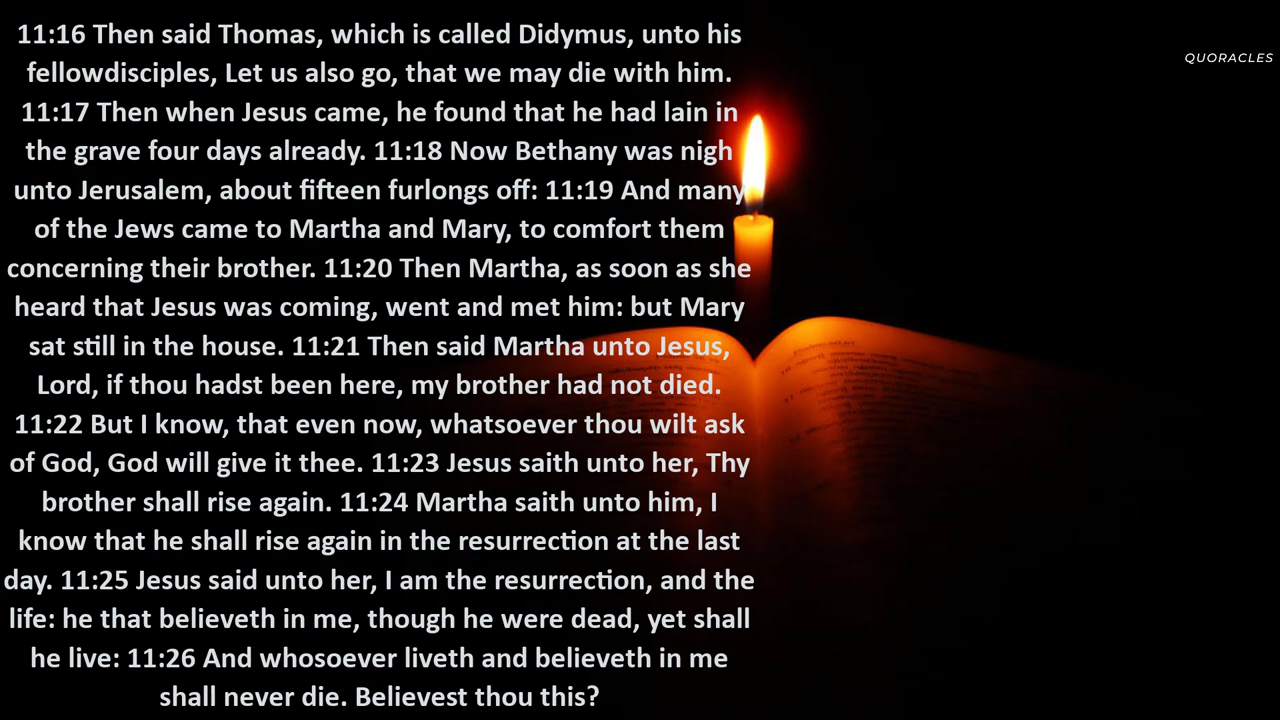 11:16 Then said Thomas, which is called Didymus, unto his
fellowdisciples, Let us also go, that we may die with him.
11:17 Then when Jesus came, he found that he had lain in
the grave four days already. 11:18 Now Bethany was nigh
unto Jerusalem, about fifteen furlongs off: 11:19 And many
of the Jews came to Martha and Mary, to comfort them
concerning their brother. 11:20 Then Martha, as soon as she
heard that Jesus was coming, went and met him: but Mary
sat still in the house. 11:21 Then said Martha unto Jesus,
Lord, if thou hadst been here, my brother had not died.
11:22 But I know, that even now, whatsoever thou wilt ask
of God, God will give it thee. 11:23 Jesus saith unto her, Thy
brother shall rise again. 11:24 Martha saith unto him, I
know that he shall rise again in the resurrection at the last
day. 11:25 Jesus said unto her, I am the resurrection, and the
life: he that believeth in me, though he were dead, yet shall
he live: 11:26 And whosoever liveth and believeth in me
shall never die. Believest thou this?
QUORACLES